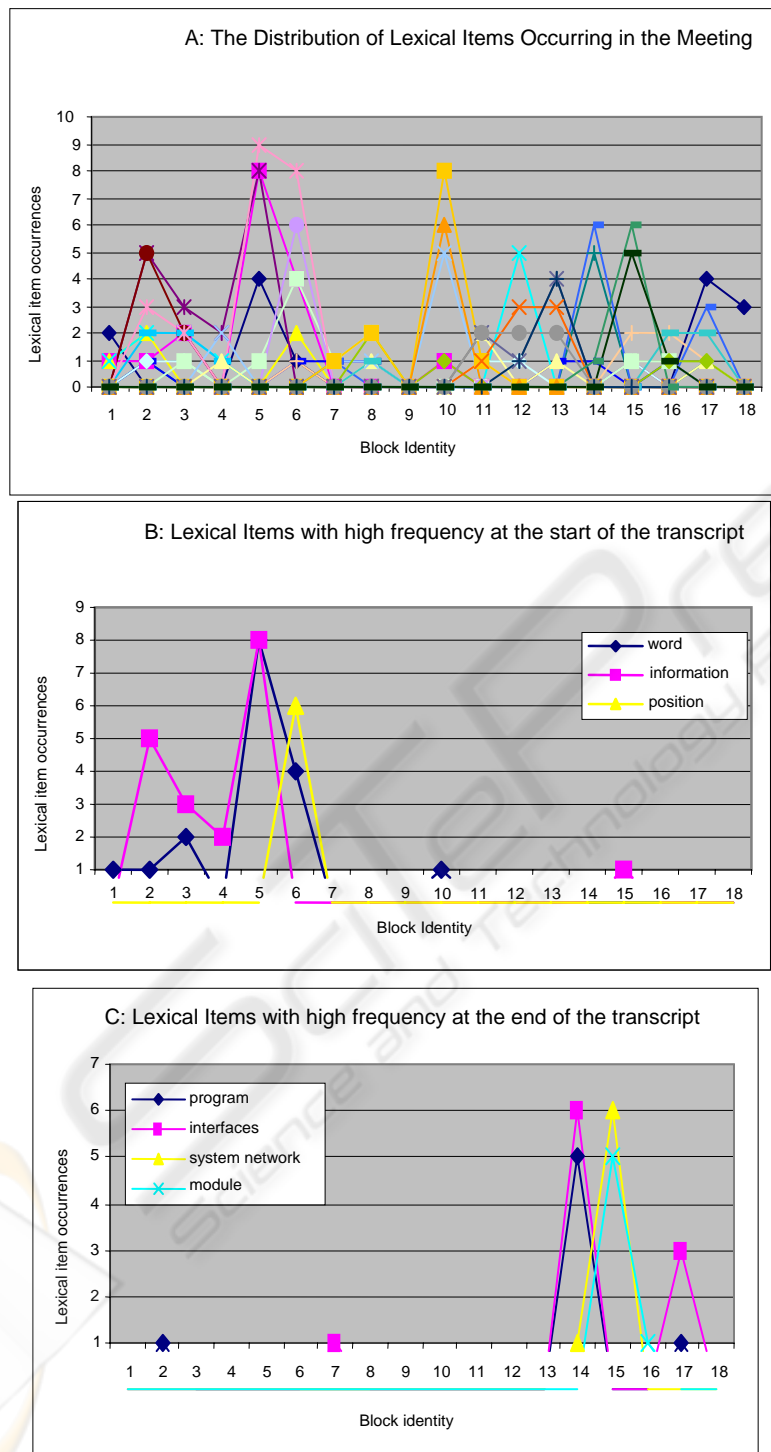 A: The Distribution of Lexical Items Occurring in the Meeting
10
9
8
7
6
5
4
3
2
1
0
Lexical Item occurrences
1 2 3 4 5 6 7 8 9 10 11 12 13 14 15 16 17 18
Block Identity
B: Lexical Items with high frequency at the start of the transcript
9
8
7
6
5
4
3
2
1
Lexical item occurrences
word
information
position
1 2 3 4 5 6 7 8 9 10 11 12 13 14 15 16 17 18
Block Identity
C: Lexical Items with high frequency at the end of the transcript
7
6
5
4
3
2
1
Lexical item occurrences
program
interfaces
system network
module
1 2 3 4 5 6 7 8 9 10 11 12 13 14 15 16 17 18
Block identity
SciTePre
Science and Technology P